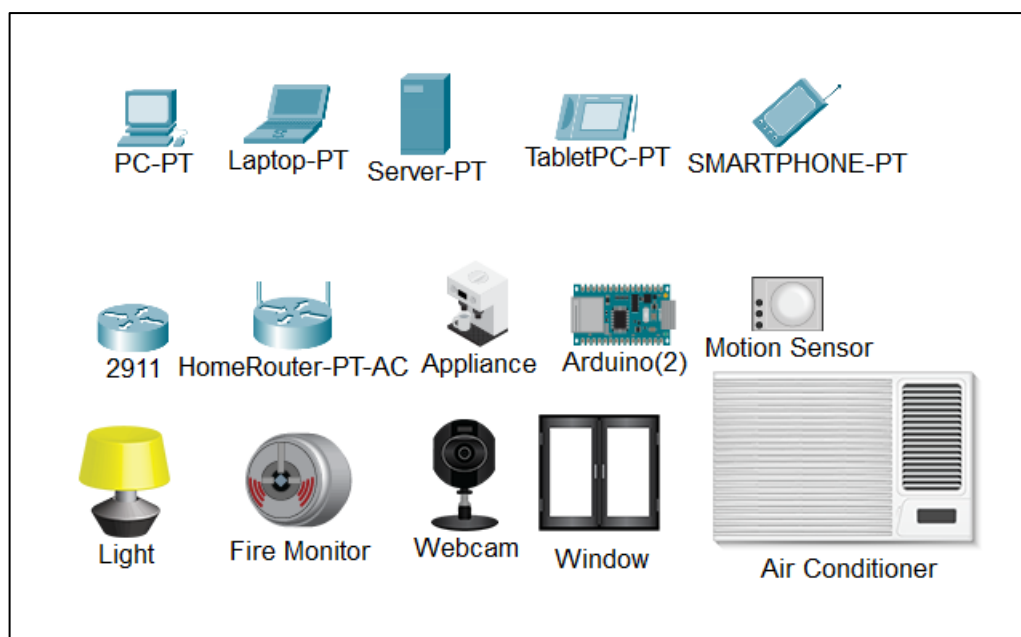 PC-PT
Laptop-PT
Server-PT
TabletPC-PT
SMARTPHONE-PT
2911
HomeRouter-PT-AC
Appliance
Arduino(2)
Motion Sensor
Light
Fire Monitor
Webcam
Window
Air Conditioner